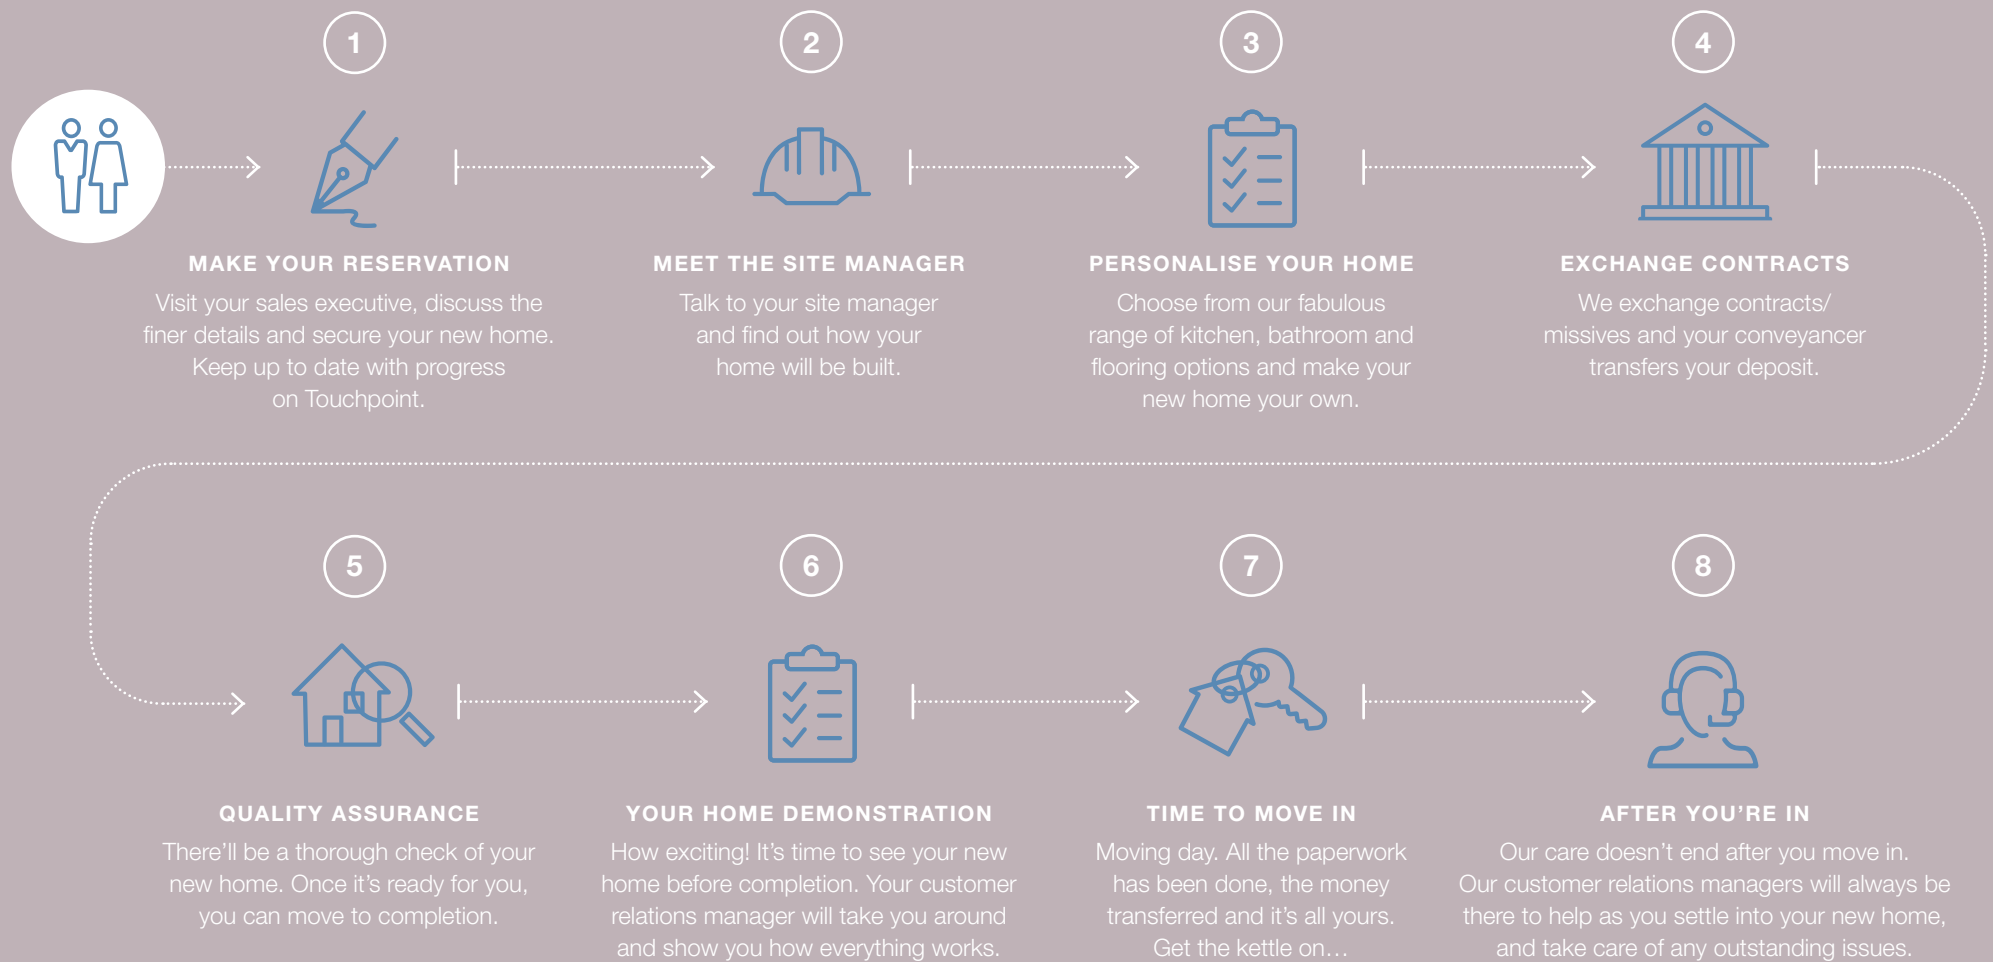 1
MAKE YOUR RESERVATION
Visit your sales executive, discuss the
finer details and secure your new home.
Keep up to date with progress
on Touchpoint.
2
MEET THE SITE MANAGER
Talk to your site manager
and find out how your
home will be built.
3
PERSONALISE YOUR HOME
Choose from our fabulous
range of kitchen, bathroom and
flooring options and make your
new home your own.
4
EXCHANGE CONTRACTS
We exchange contracts/
missives and your conveyancer
transfers your deposit.
5
QUALITY ASSURANCE
There’ll be a thorough check of your
new home. Once it’s ready for you,
you can move to completion.
6
YOUR HOME DEMONSTRATION
How exciting! It’s time to see your new
home before completion. Your customer
relations manager will take you around
and show you how everything works.
7
TIME TO MOVE IN
Moving day. All the paperwork
has been done, the money
transferred and it’s all yours.
Get the kettle on…
8
AFTER YOU’RE IN
Our care doesn’t end after you move in.
Our customer relations managers will always be
there to help as you settle into your new home,
and take care of any outstanding issues.